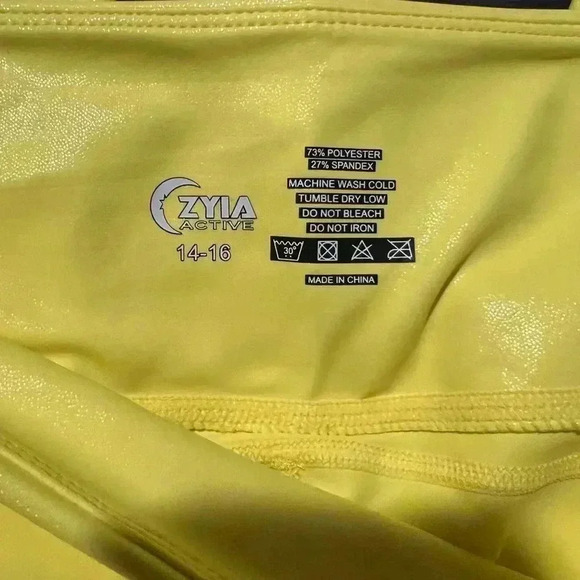 ZYIA
ACTIVE
14-16
73% POLYESTER
27% SPANDEX
MACHINE WASH COLD
TUMBLE DRY LOW
DO NOT BLEACH
DO NOT IRON
30°
MADE IN CHINA